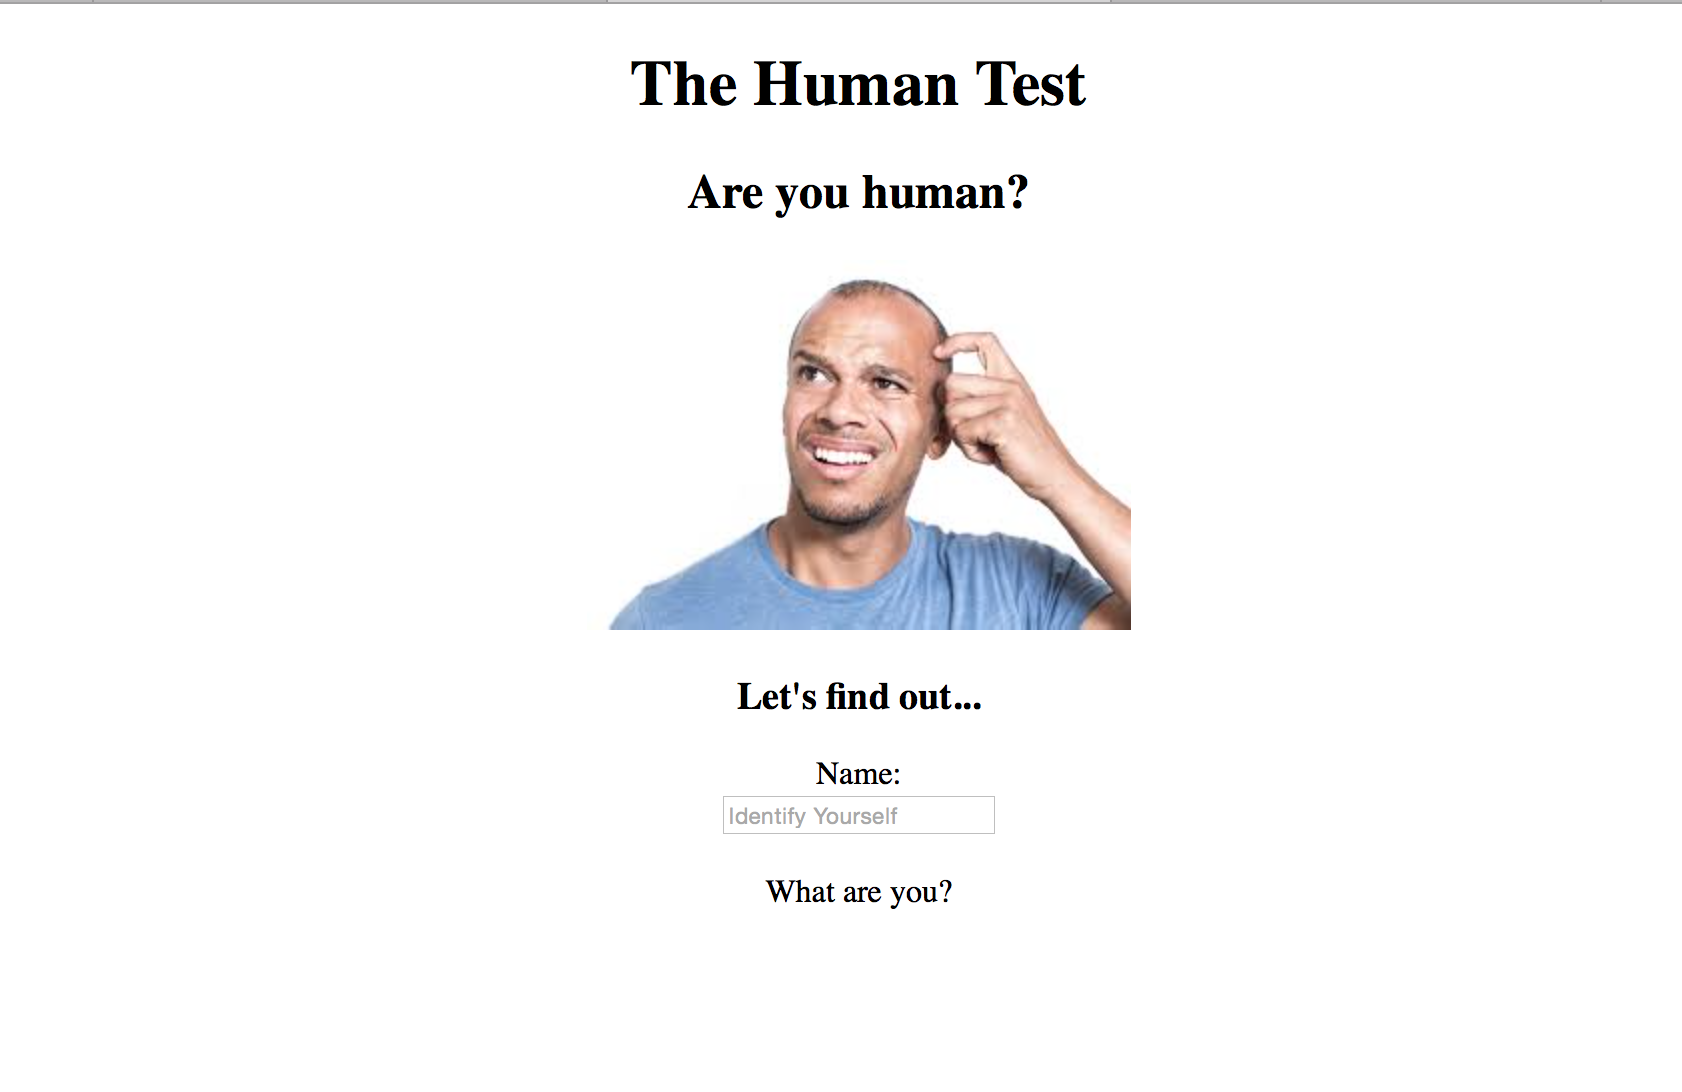 The Human Test
Are you human?
Let's find out...
Name:
Identify Yourself
What are you?